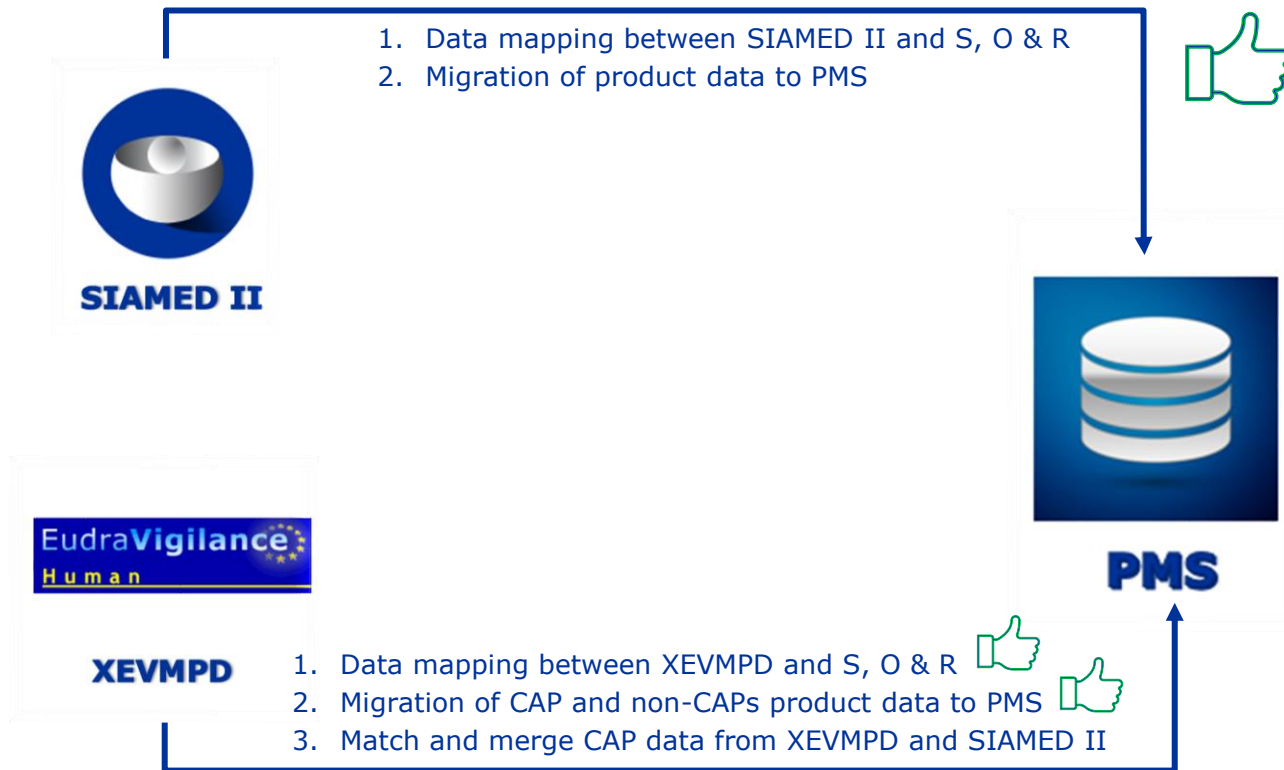 1. Data mapping between SIAMED II and S, O & R
2. Migration of product data to PMS
SIAMED II
PMS
EudraVigilance
Human
XEVMPD
1. Data mapping between XEVMPD and S, O & R
2. Migration of CAP and non-CAPs product data to PMS
3. Match and merge CAP data from XEVMPD and SIAMED II